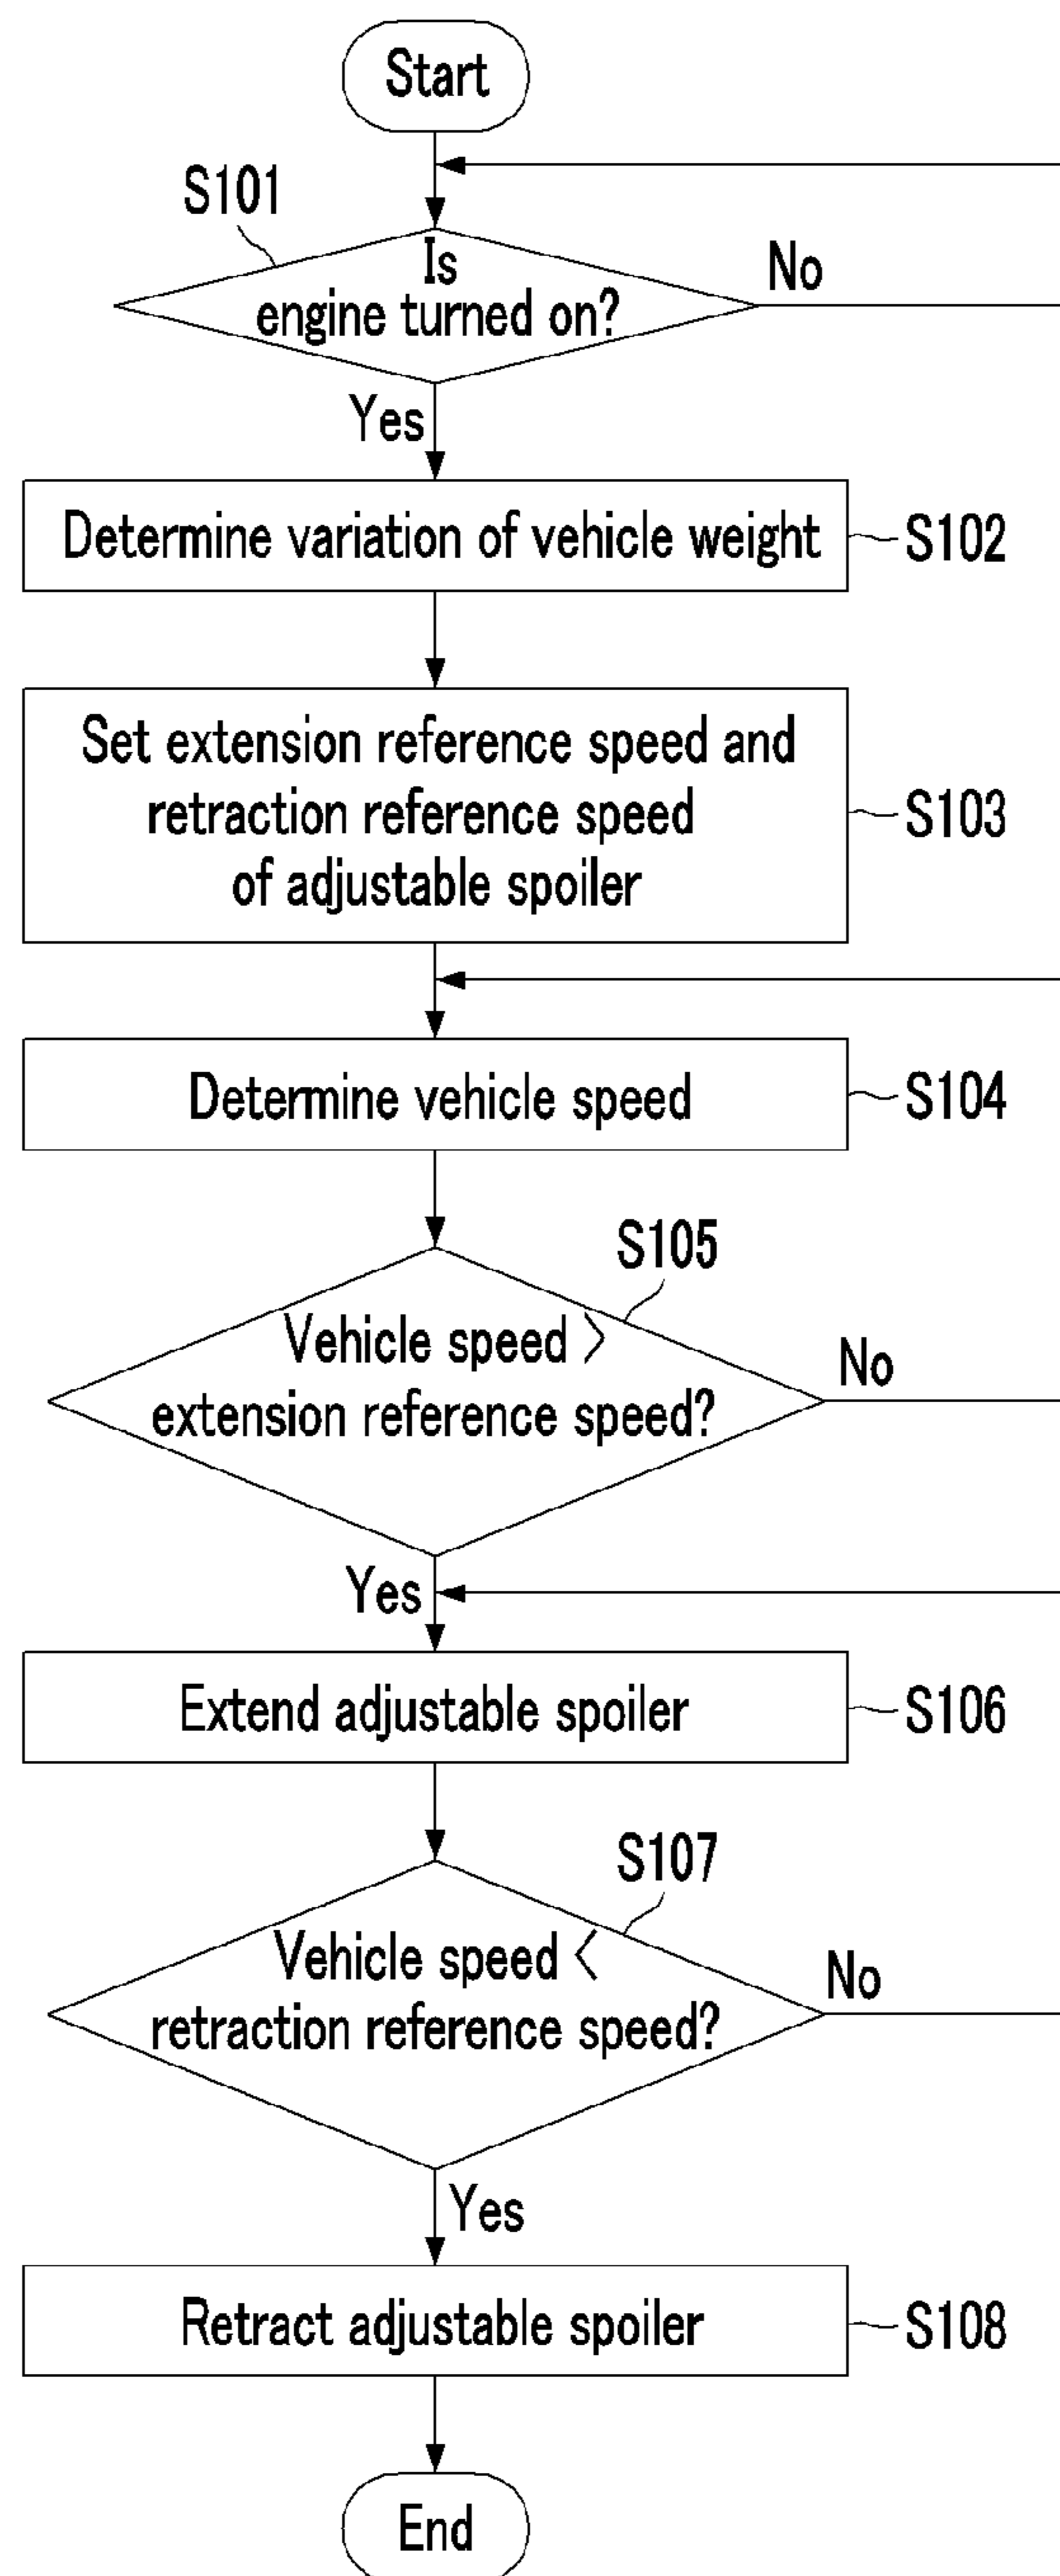 Start
S101
Is
engine turned on?
No
Yes
Determine variation of vehicle weight
S102
Set extension reference speed and
retraction reference speed
of adjustable spoiler
S103
Determine vehicle speed
S104
S105
Vehicle speed >
extension reference speed?
No
Yes
Extend adjustable spoiler
S106
S107
Vehicle speed <
retraction reference speed?
No
Yes
Retract adjustable spoiler
S108
End